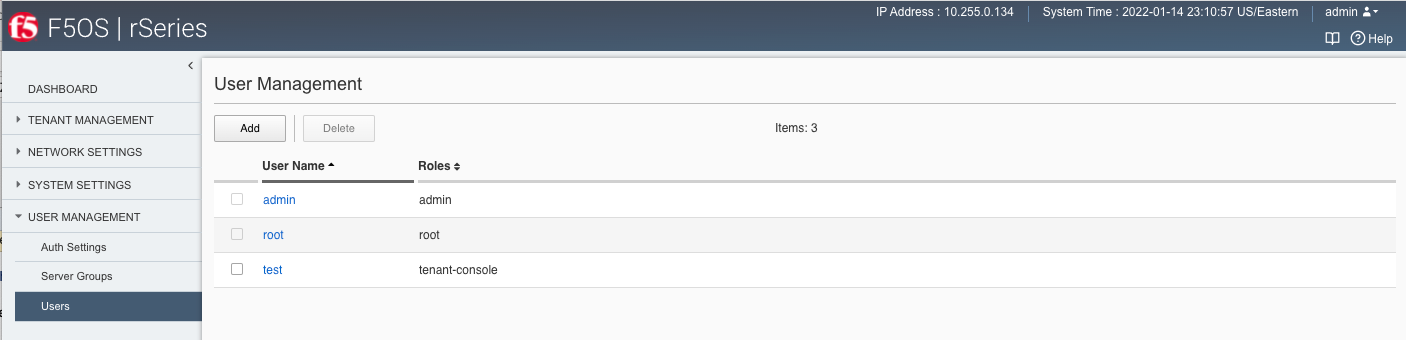 IP Address : 10.255.0.134 System Time : 2022-01-14 23:10:57 US/Eastern admin
f5 F5OS | rSeries
Help
DASHBOARD
TENANT MANAGEMENT
NETWORK SETTINGS
SYSTEM SETTINGS
USER MANAGEMENT
Auth Settings
Server Groups
Users
User Management
Add Delete Items: 3
User Name Roles
admin admin
root root
test tenant-console